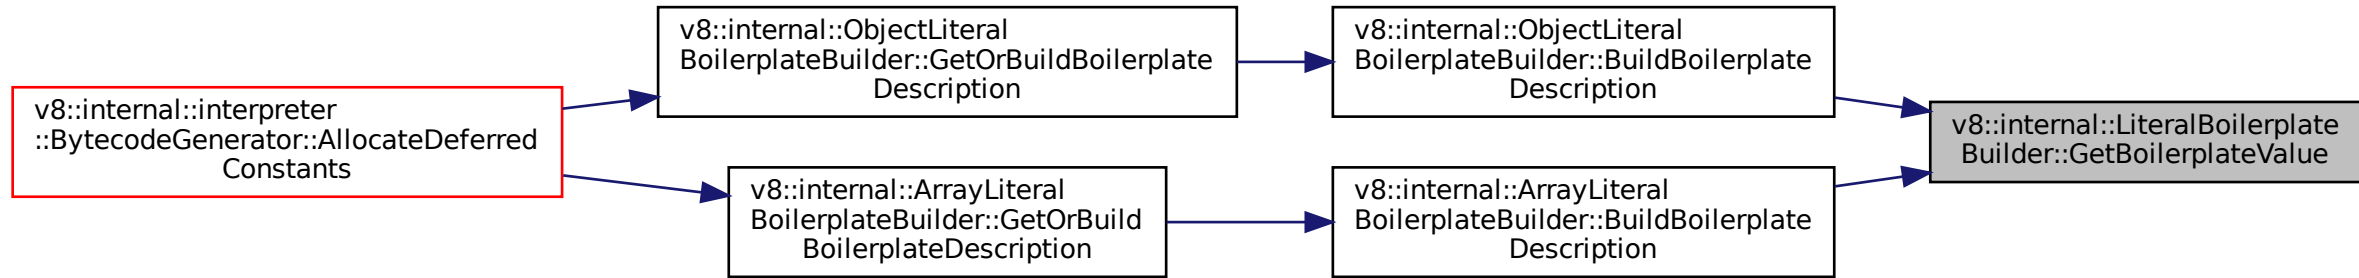 v8::internal::interpreter
::BytecodeGenerator::AllocateDeferred
Constants
v8::internal::ObjectLiteral
BoilerplateBuilder::GetOrBuildBoilerplate
Description
v8::internal::ArrayLiteral
BoilerplateBuilder::GetOrBuild
BoilerplateDescription
v8::internal::ObjectLiteral
BoilerplateBuilder::BuildBoilerplate
Description
v8::internal::ArrayLiteral
BoilerplateBuilder::BuildBoilerplate
Description
v8::internal::LiteralBoilerplate
Builder::GetBoilerplateValue